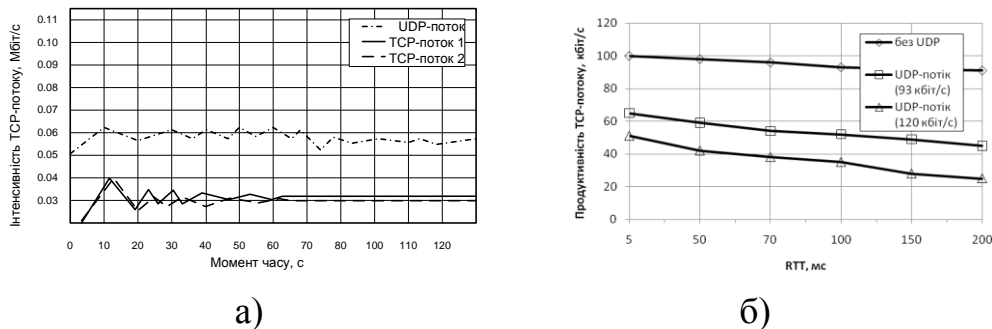 Інтенсивність TCP-потоку, Мбіт/с
0.11
0.10
0.09
0.08
0.07
0.06
0.05
0.04
0.03
UDP-поток
TCP-поток 1
TCP-поток 2
0 10 20 30 40 50 60 70 80 90 100 110 120
Момент часу, с
а)
Продуктивність TCP-потоку, кбіт/с
120
100
80
60
40
20
0
без UDP
UDP-потік
(93 кбіт/с)
UDP-потік
(120 кбіт/с)
5 50 70 100 150 200
RTT, мс
б)